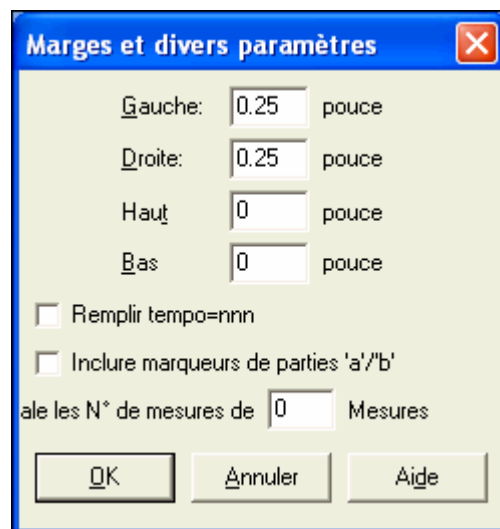 Marges et divers paramètres
Gauche: 0.25 pouce
Droite: 0.25 pouce
Haut 0 pouce
Bas 0 pouce
Remplir tempo=nnn
Inclure marqueurs de parties 'a'/'b'
ale les N° de mesures de 0 Mesures
OK Annuler Aide